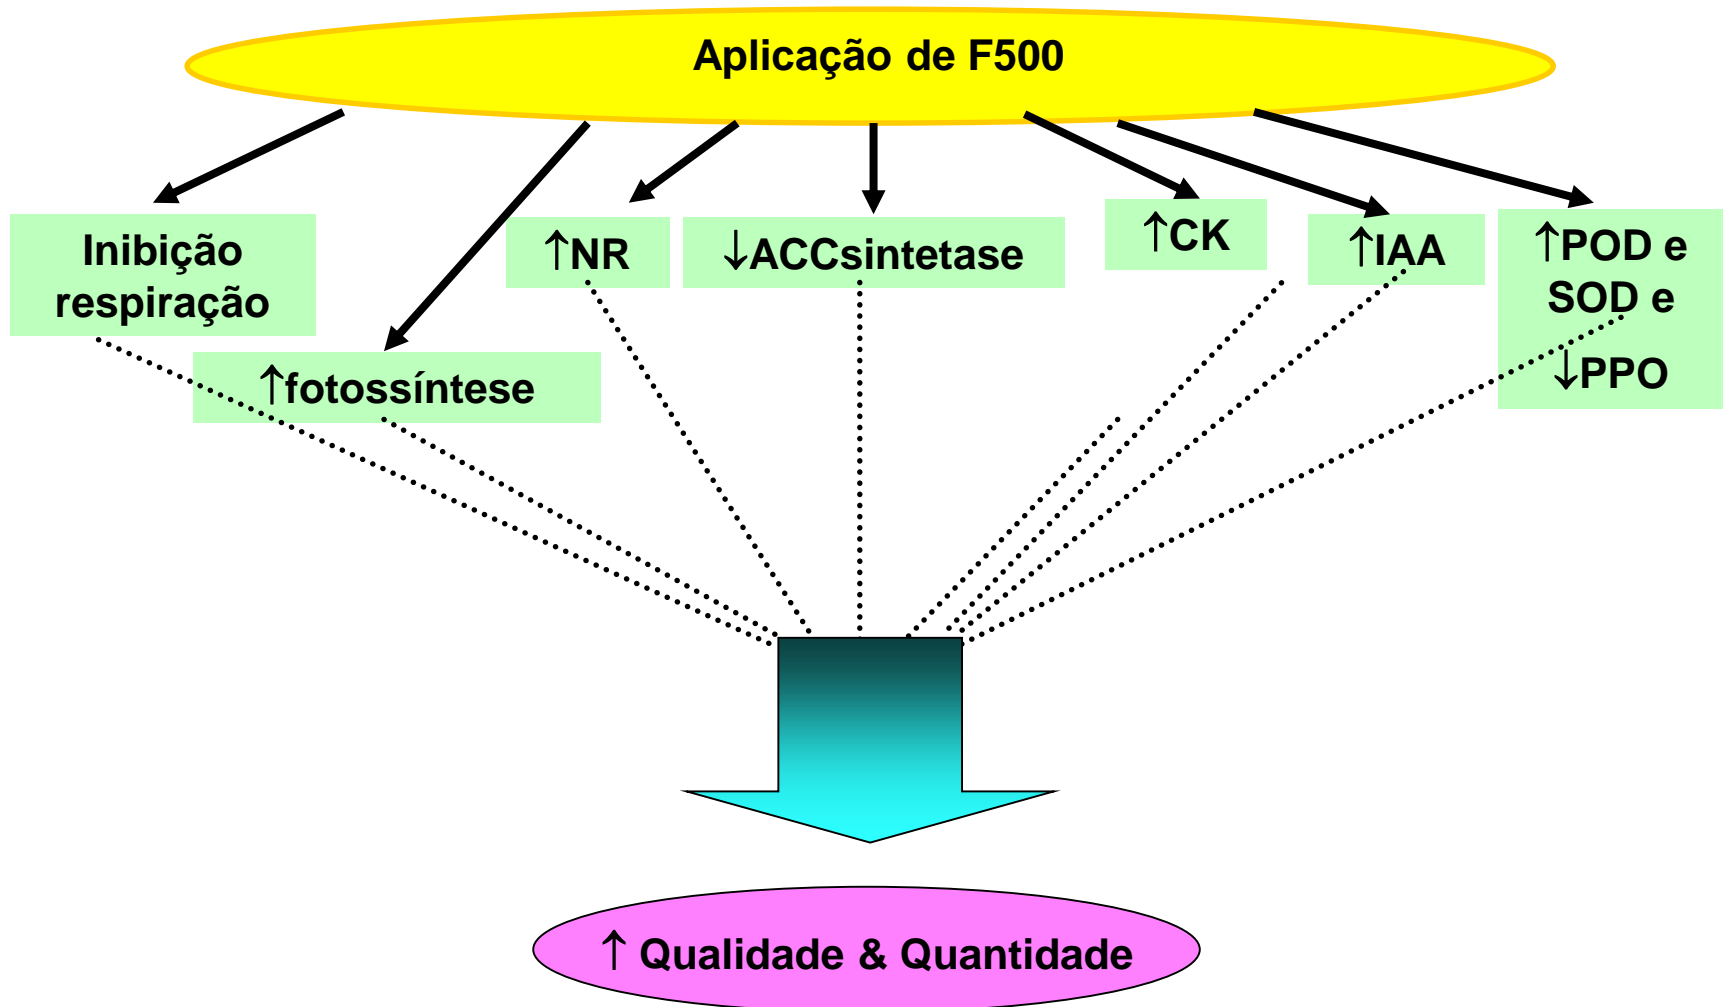 Aplicação de F500
Inibição
respiração
↑fotossíntese
↑NR
↓ACCsintetase
↑CK
↑IAA
↑POD e
SOD e
↓PPO
↑ Qualidade & Quantidade